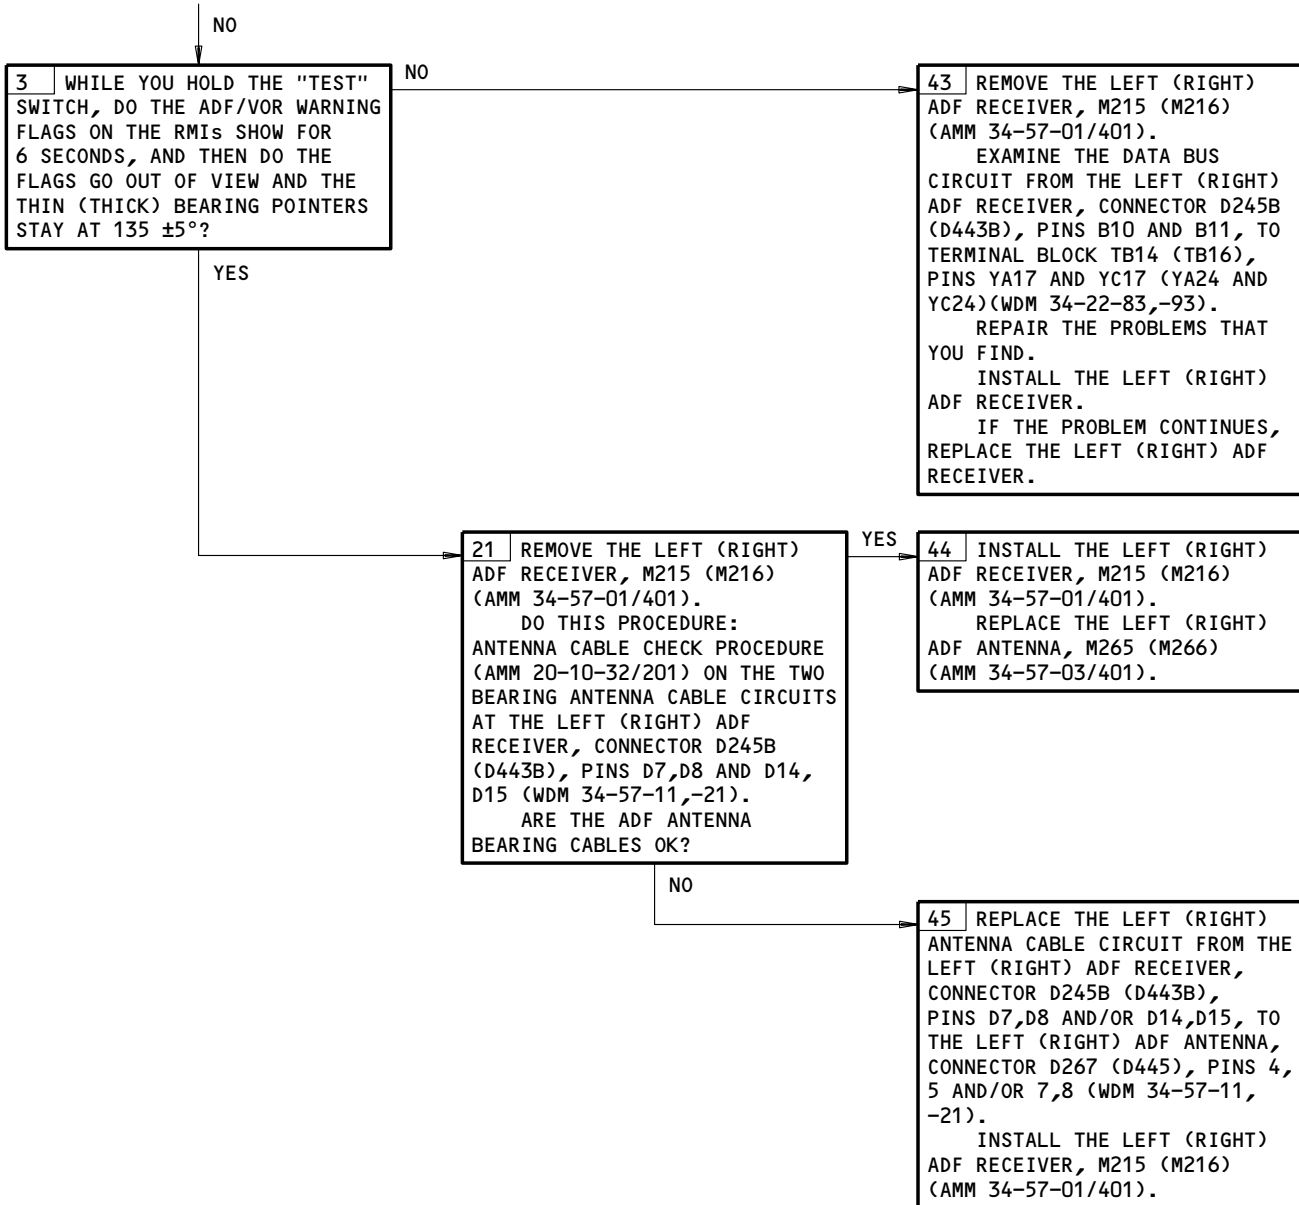 NO
3 WHILE YOU HOLD THE "TEST"
SWITCH, DO THE ADF/VOR WARNING
FLAGS ON THE RMIs SHOW FOR
6 SECONDS, AND THEN DO THE
FLAGS GO OUT OF VIEW AND THE
THIN (THICK) BEARING POINTERS
STAY AT 135 ±5°?
NO
YES
43 REMOVE THE LEFT (RIGHT)
ADF RECEIVER, M215 (M216)
(AMM 34-57-01/401).
EXAMINE THE DATA BUS
CIRCUIT FROM THE LEFT (RIGHT)
ADF RECEIVER, CONNECTOR D245B
(D443B), PINS B10 AND B11, TO
TERMINAL BLOCK TB14 (TB16),
PINS YA17 AND YC17 (YA24 AND
YC24)(WDM 34-22-83,-93).
REPAIR THE PROBLEMS THAT
YOU FIND.
INSTALL THE LEFT (RIGHT)
ADF RECEIVER.
IF THE PROBLEM CONTINUES,
REPLACE THE LEFT (RIGHT) ADF
RECEIVER.
21 REMOVE THE LEFT (RIGHT)
ADF RECEIVER, M215 (M216)
(AMM 34-57-01/401).
DO THIS PROCEDURE:
ANTENNA CABLE CHECK PROCEDURE
(AMM 20-10-32/201) ON THE TWO
BEARING ANTENNA CABLE CIRCUITS
AT THE LEFT (RIGHT) ADF
RECEIVER, CONNECTOR D245B
(D443B), PINS D7,D8 AND D14,
D15 (WDM 34-57-11,-21).
ARE THE ADF ANTENNA
BEARING CABLES OK?
YES
NO
44 INSTALL THE LEFT (RIGHT)
ADF RECEIVER, M215 (M216)
(AMM 34-57-01/401).
REPLACE THE LEFT (RIGHT)
ADF ANTENNA, M265 (M266)
(AMM 34-57-03/401).
45 REPLACE THE LEFT (RIGHT)
ANTENNA CABLE CIRCUIT FROM THE
LEFT (RIGHT) ADF RECEIVER,
CONNECTOR D245B (D443B),
PINS D7,D8 AND/OR D14,D15, TO
THE LEFT (RIGHT) ADF ANTENNA,
CONNECTOR D267 (D445), PINS 4,
5 AND/OR 7,8 (WDM 34-57-11,
-21).
INSTALL THE LEFT (RIGHT)
ADF RECEIVER, M215 (M216)
(AMM 34-57-01/401).